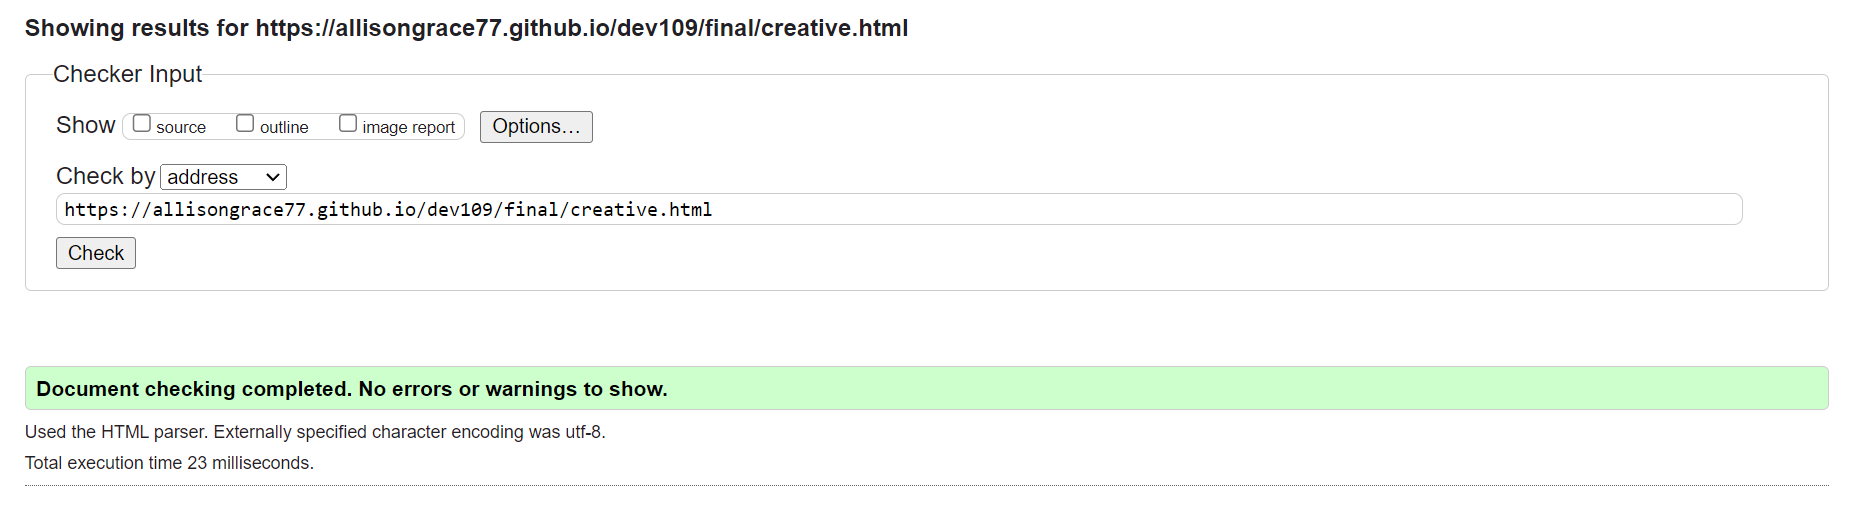 Showing results for https://allisongrace77.github.io/dev109/final/creative.html
Checker Input
Show source outline image report Options...
Check by address
https://allisongrace77.github.io/dev109/final/creative.html
Check
Document checking completed. No errors or warnings to show.
Used the HTML parser. Externally specified character encoding was utf-8.
Total execution time 23 milliseconds.